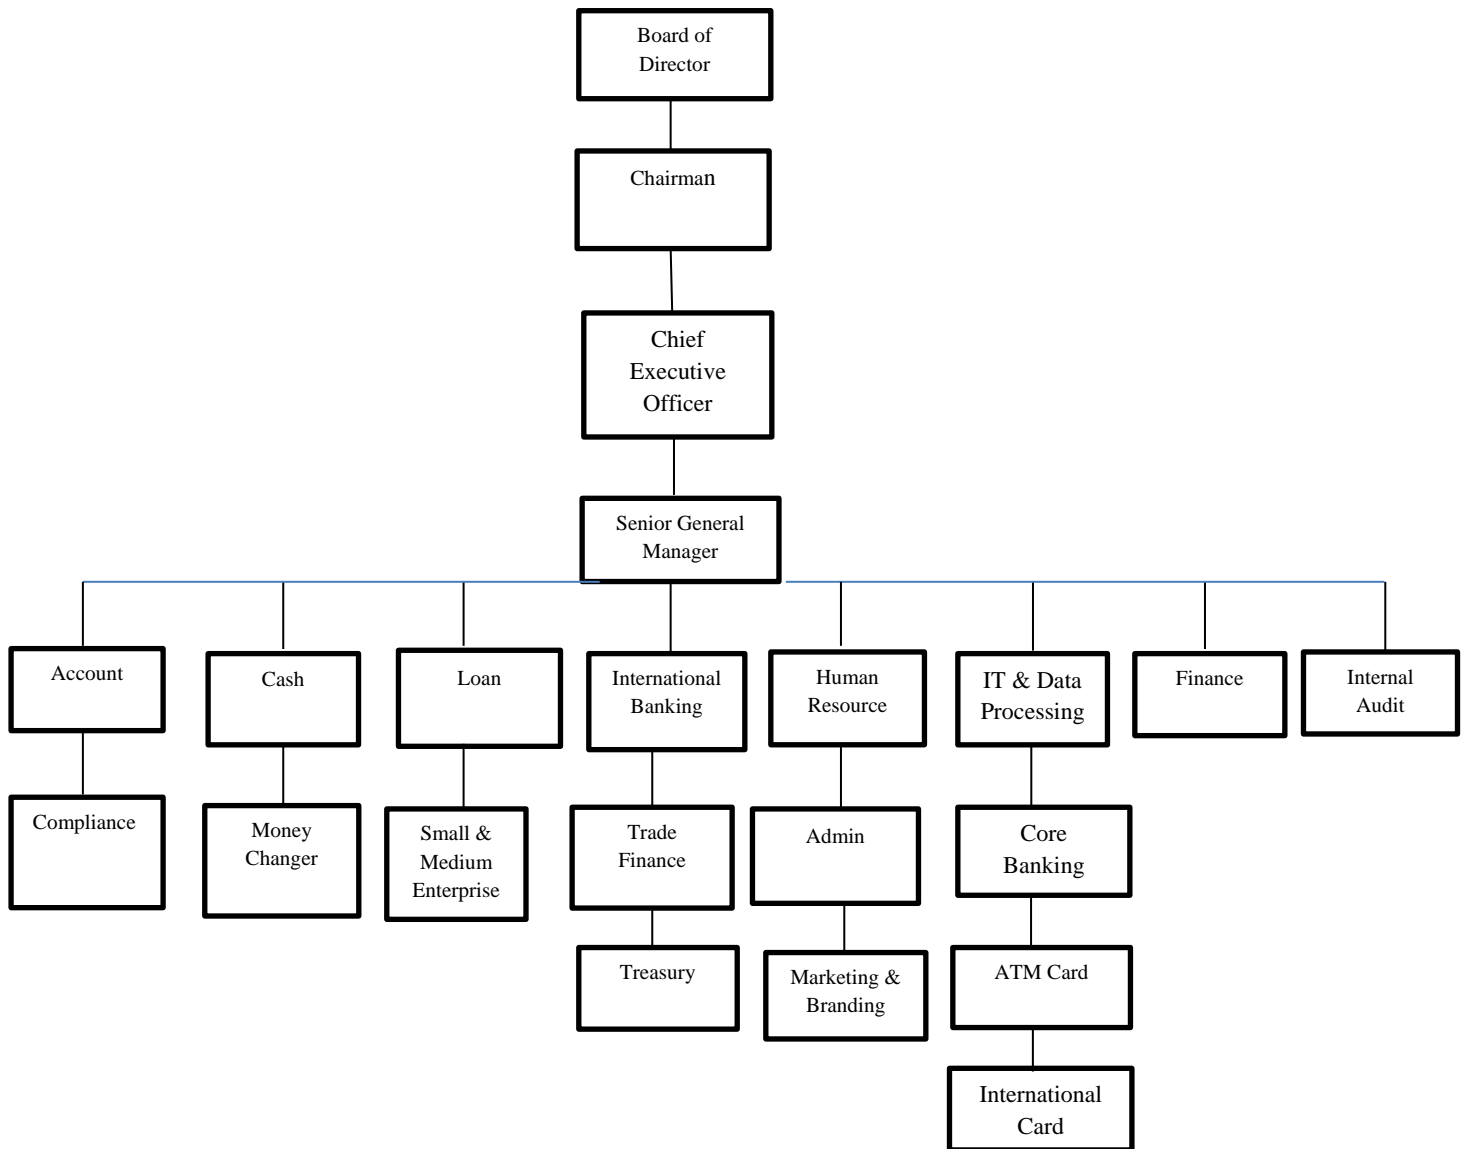 Board of
Director
Chairman
Chief
Executive
Officer
Senior General
Manager
Account
Cash
Loan
International
Banking
Human
Resource
IT & Data
Processing
Finance
Internal
Audit
Compliance
Money
Changer
Small &
Medium
Enterprise
Trade
Finance
Admin
Core
Banking
Treasury
Marketing &
Branding
ATM Card
International
Card